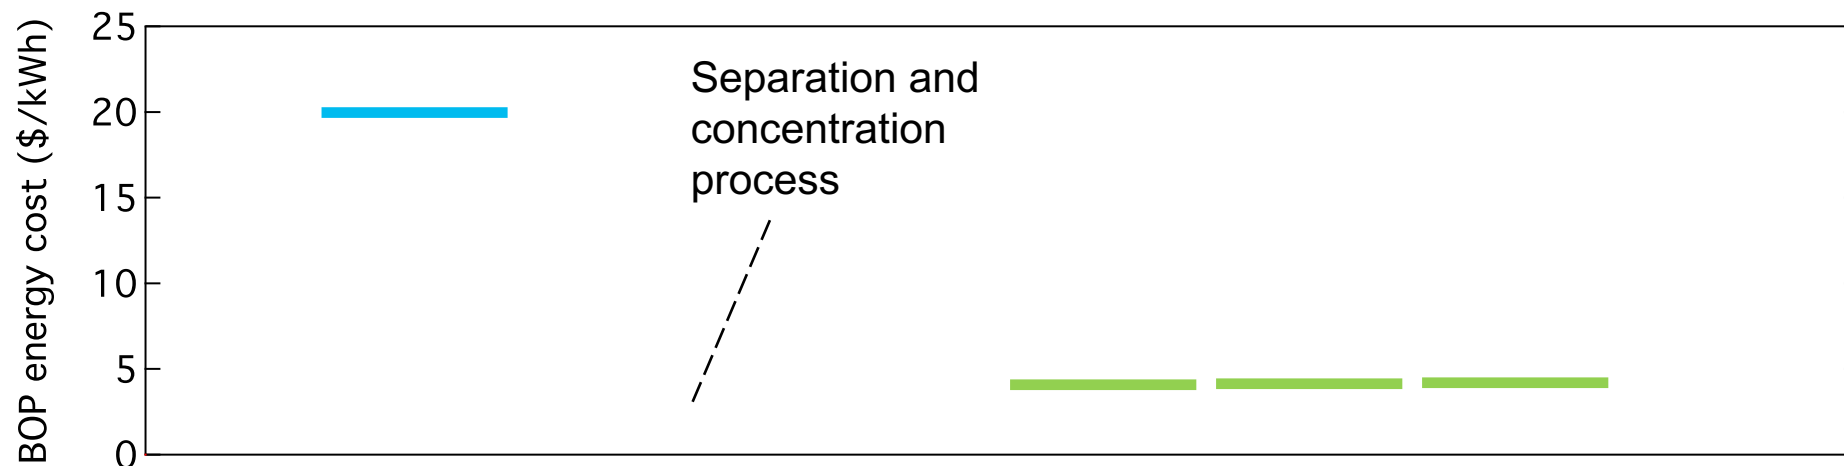 BOP energy cost ($/kWh)
25
20
15
10
5
0
Separation and
concentration
process